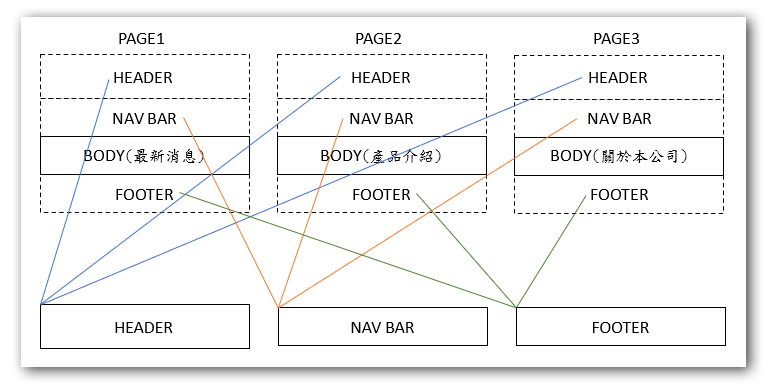 PAGE1 PAGE2 PAGE3
HEADER HEADER HEADER
NAV BAR NAV BAR NAV BAR
BODY(最新消息) BODY(產品介紹) BODY(關於本公司)
FOOTER FOOTER FOOTER
HEADER NAV BAR FOOTER